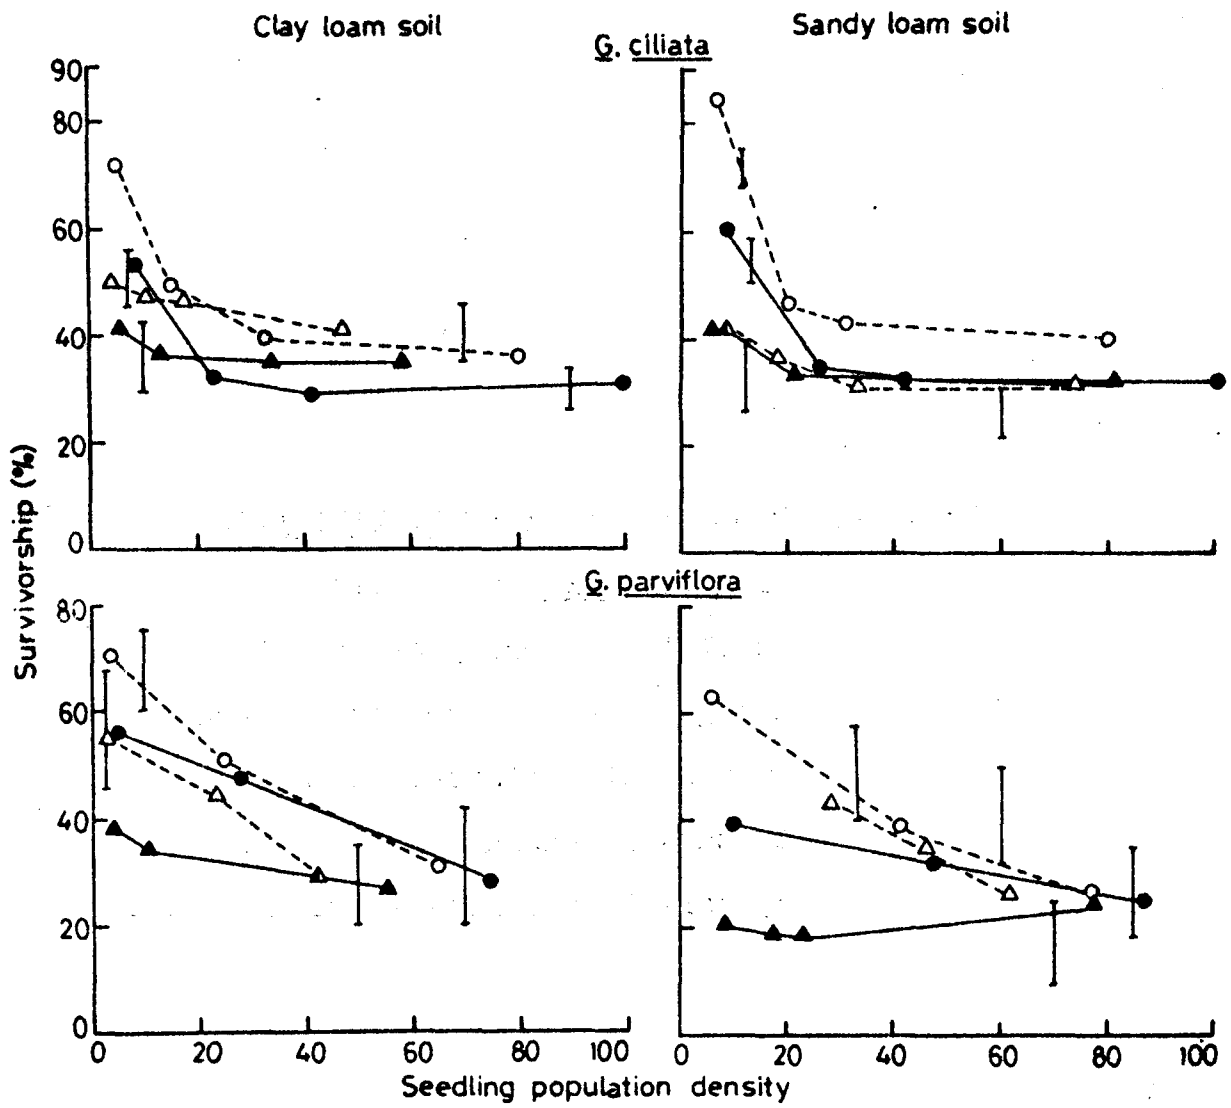 Clay loam soil
Sandy loam soil
G. ciliata
90
80
60
40
20
0
G. parviflora
80
60
40
20
0
Survivorship (%)
0 20 40 60 80 100
0 20 40 60 80 100
Seedling population density